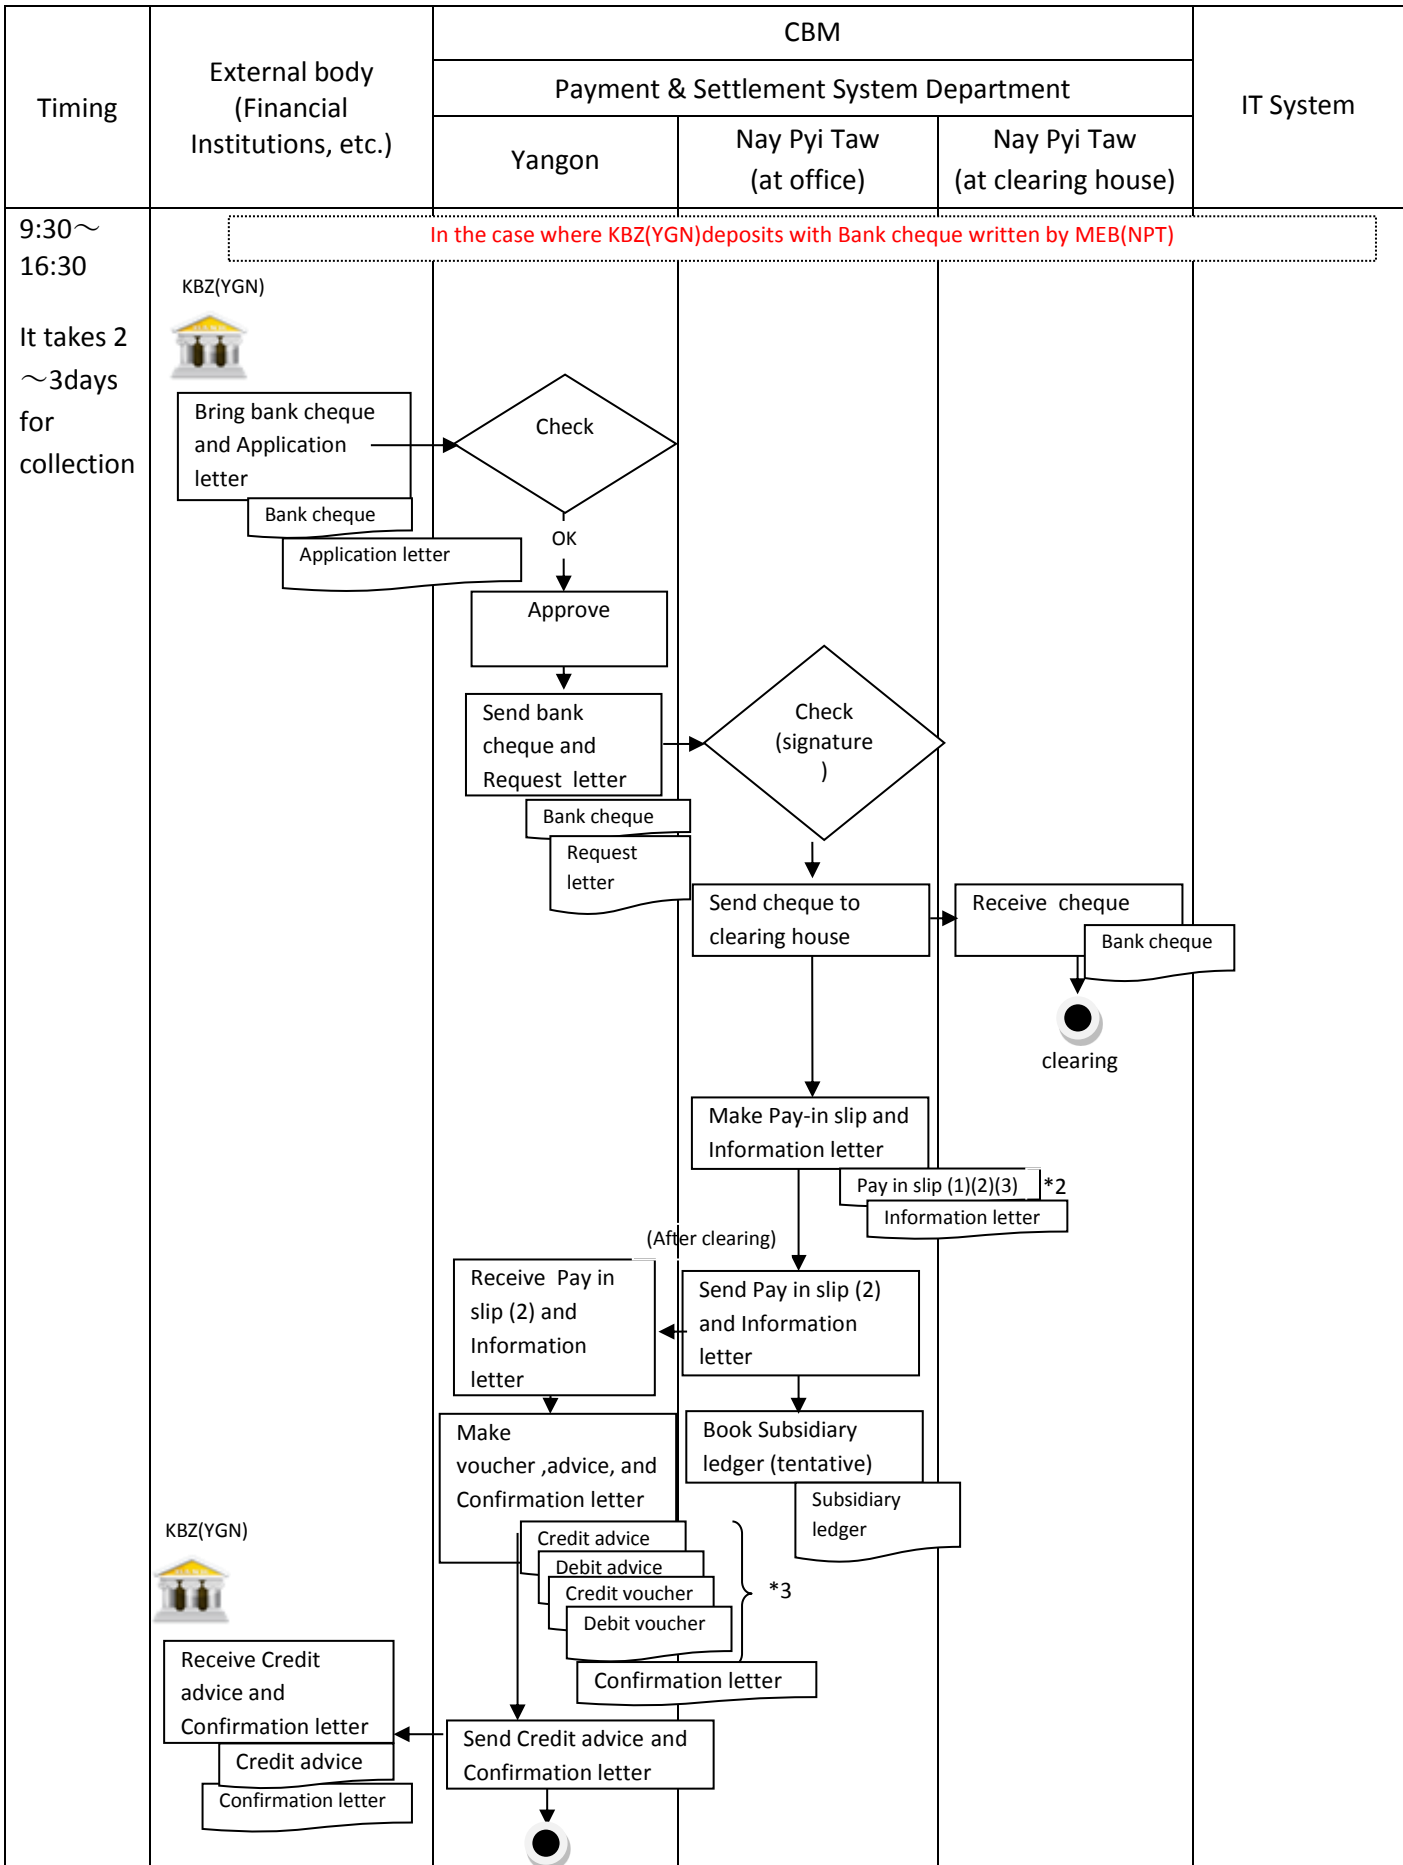 Timing
External body
(Financial
Institutions, etc.)
CBM
Payment & Settlement System Department
Yangon
Nay Pyi Taw
(at office)
Nay Pyi Taw
(at clearing house)
IT System
9:30～
16:30
It takes 2
～3days
for
collection
In the case where KBZ(YGN)deposits with Bank cheque written by MEB(NPT)
KBZ(YGN)
Bring bank cheque
and Application
letter
Bank cheque
Application letter
Check
OK
Approve
Send bank
cheque and
Request letter
Bank cheque
Request
letter
Check
(signature
)
Send cheque to
clearing house
Receive cheque
Bank cheque
clearing
Make Pay-in slip and
Information letter
Pay in slip (1)(2)(3)
*2
Information letter
(After clearing)
Receive Pay in
slip (2) and
Information
letter
Send Pay in slip (2)
and Information
letter
Make
voucher ,advice, and
Confirmation letter
Book Subsidiary
ledger (tentative)
Subsidiary
ledger
Credit advice
Debit advice
Credit voucher
Debit voucher
*3
Confirmation letter
KBZ(YGN)
Receive Credit
advice and
Confirmation letter
Credit advice
Confirmation letter
Send Credit advice and
Confirmation letter